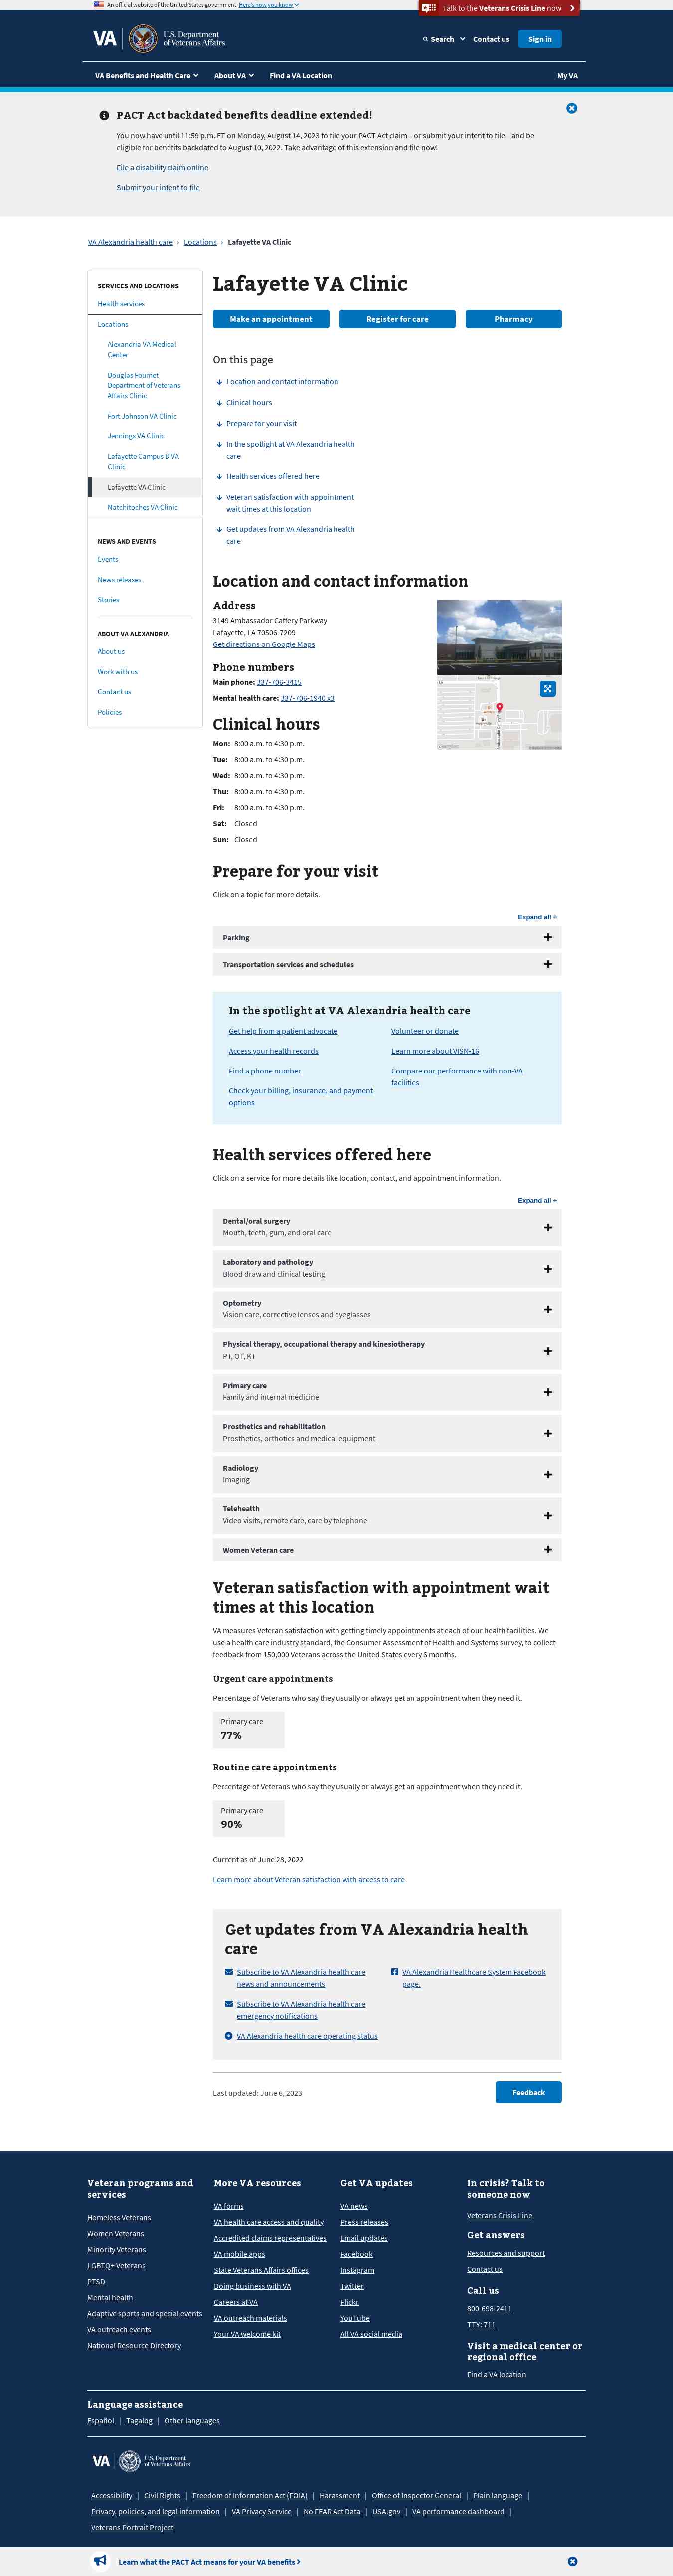 An official website of the United States government Here's how you know
Talk to the Veterans Crisis Line now
VA
U.S. Department
of Veterans Affairs
Search
Contact us
Sign in
VA Benefits and Health Care
About VA
Find a VA Location
My VA
PACT Act backdated benefits deadline extended!
You now have until 11:59 p.m. ET on Monday, August 14, 2023 to file your PACT Act claim—or submit your intent to file—and be
eligible for benefits backdated to August 10, 2022. Take advantage of this extension and file now!
File a disability claim online
Submit your intent to file
VA Alexandria health care › Locations › Lafayette VA Clinic
SERVICES AND LOCATIONS
Health services
Locations
Alexandria VA Medical
Center
Douglas Fournet
Department of Veterans
Affairs Clinic
Fort Johnson VA Clinic
Jennings VA Clinic
Lafayette Campus B VA
Clinic
Lafayette VA Clinic
Natchitoches VA Clinic
NEWS AND EVENTS
Events
News releases
Stories
ABOUT VA ALEXANDRIA
About us
Work with us
Contact us
Policies
Lafayette VA Clinic
Make an appointment
Register for care
Pharmacy
On this page
Location and contact information
Clinical hours
Prepare for your visit
In the spotlight at VA Alexandria health
care
Health services offered here
Veteran satisfaction with appointment
wait times at this location
Get updates from VA Alexandria health
care
Location and contact information
Address
3149 Ambassador Caffery Parkway
Lafayette, LA 70506-7209
Get directions on Google Maps
Phone numbers
Main phone: 337-706-3415
Mental health care: 337-706-1940 x3
Clinical hours
Mon: 8:00 a.m. to 4:30 p.m.
Tue: 8:00 a.m. to 4:30 p.m.
Wed: 8:00 a.m. to 4:30 p.m.
Thu: 8:00 a.m. to 4:30 p.m.
Fri: 8:00 a.m. to 4:30 p.m.
Sat: Closed
Sun: Closed
Prepare for your visit
Click on a topic for more details.
Expand all +
Parking
Transportation services and schedules
In the spotlight at VA Alexandria health care
Get help from a patient advocate
Access your health records
Find a phone number
Check your billing, insurance, and payment
options
Volunteer or donate
Learn more about VISN-16
Compare our performance with non-VA
facilities
Health services offered here
Click on a service for more details like location, contact, and appointment information.
Expand all +
Dental/oral surgery
Mouth, teeth, gum, and oral care
Laboratory and pathology
Blood draw and clinical testing
Optometry
Vision care, corrective lenses and eyeglasses
Physical therapy, occupational therapy and kinesiotherapy
PT, OT, KT
Primary care
Family and internal medicine
Prosthetics and rehabilitation
Prosthetics, orthotics and medical equipment
Radiology
Imaging
Telehealth
Video visits, remote care, care by telephone
Women Veteran care
Veteran satisfaction with appointment wait
times at this location
VA measures Veteran satisfaction with getting timely appointments at each of our health facilities. We
use a health care industry standard, the Consumer Assessment of Health and Systems survey, to collect
feedback from 150,000 Veterans across the United States every 6 months.
Urgent care appointments
Percentage of Veterans who say they usually or always get an appointment when they need it.
Primary care
77%
Routine care appointments
Percentage of Veterans who say they usually or always get an appointment when they need it.
Primary care
90%
Current as of June 28, 2022
Learn more about Veteran satisfaction with access to care
Get updates from VA Alexandria health
care
Subscribe to VA Alexandria health care
news and announcements
Subscribe to VA Alexandria health care
emergency notifications
VA Alexandria health care operating status
VA Alexandria Healthcare System Facebook
page.
Last updated: June 6, 2023
Feedback
Veteran programs and
services
Homeless Veterans
Women Veterans
Minority Veterans
LGBTQ+ Veterans
PTSD
Mental health
Adaptive sports and special events
VA outreach events
National Resource Directory
More VA resources
VA forms
VA health care access and quality
Accredited claims representatives
VA mobile apps
State Veterans Affairs offices
Doing business with VA
Careers at VA
VA outreach materials
Your VA welcome kit
Get VA updates
VA news
Press releases
Email updates
Facebook
Instagram
Twitter
Flickr
YouTube
All VA social media
In crisis? Talk to
someone now
Veterans Crisis Line
Get answers
Resources and support
Contact us
Call us
800-698-2411
TTY: 711
Visit a medical center or
regional office
Find a VA location
Language assistance
Español | Tagalog | Other languages
VA
U.S. Department
of Veterans Affairs
Accessibility | Civil Rights | Freedom of Information Act (FOIA) | Harassment | Office of Inspector General | Plain language |
Privacy, policies, and legal information | VA Privacy Service | No FEAR Act Data | USA.gov | VA performance dashboard |
Veterans Portrait Project
Learn what the PACT Act means for your VA benefits